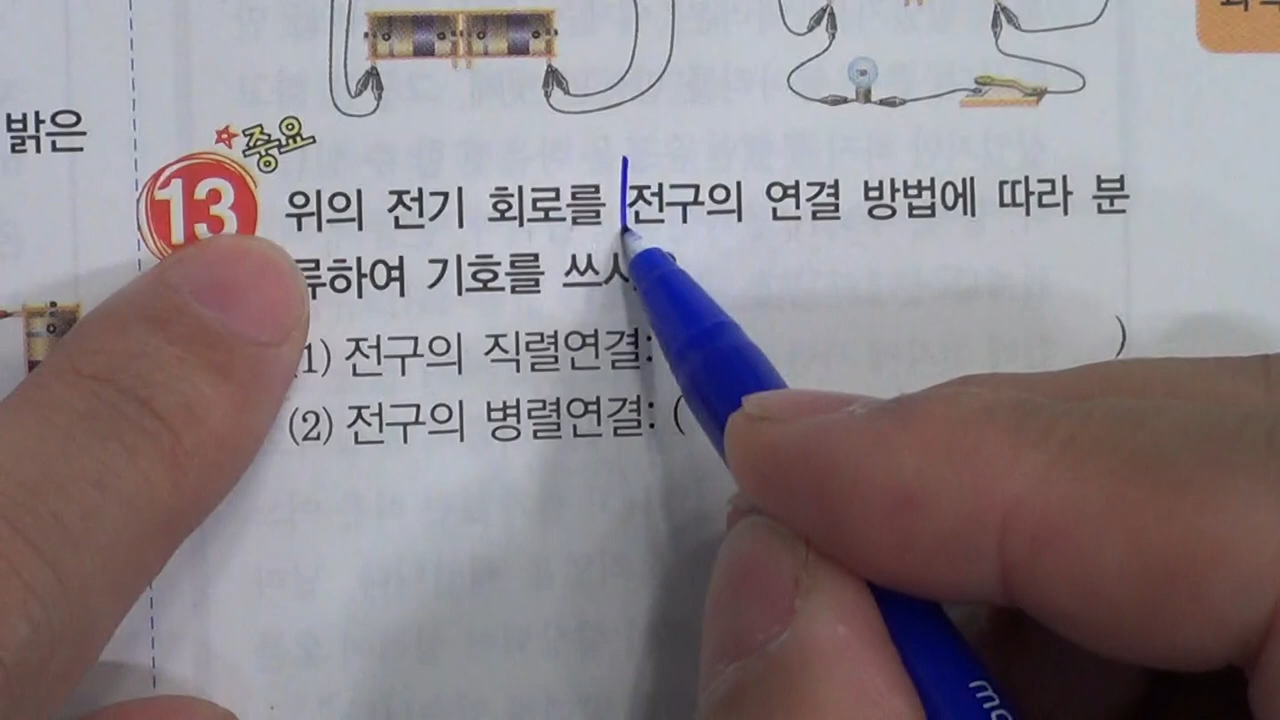 밝은
중요
13 위의 전기 회로를 전구의 연결 방법에 따라 분
류하여 기호를 쓰시
(1) 전구의 직렬연결: )
(2) 전구의 병렬연결: (